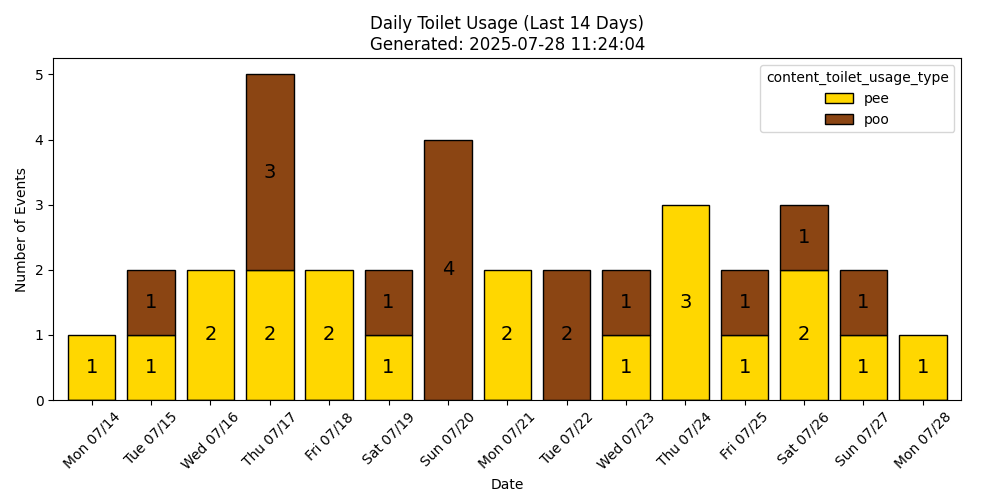 Daily Toilet Usage (Last 14 Days)
Generated: 2025-07-28 11:24:04
content_toilet_usage_type
pee
poo
Number of Events
5
4
3
2
1
0
1
1
1
2
2
3
2
1
1
4
2
2
1
1
3
1
1
2
1
1
1
1
Mon 07/14
Tue 07/15
Wed 07/16
Thu 07/17
Fri 07/18
Sat 07/19
Sun 07/20
Mon 07/21
Tue 07/22
Wed 07/23
Thu 07/24
Fri 07/25
Sat 07/26
Sun 07/27
Mon 07/28
Date